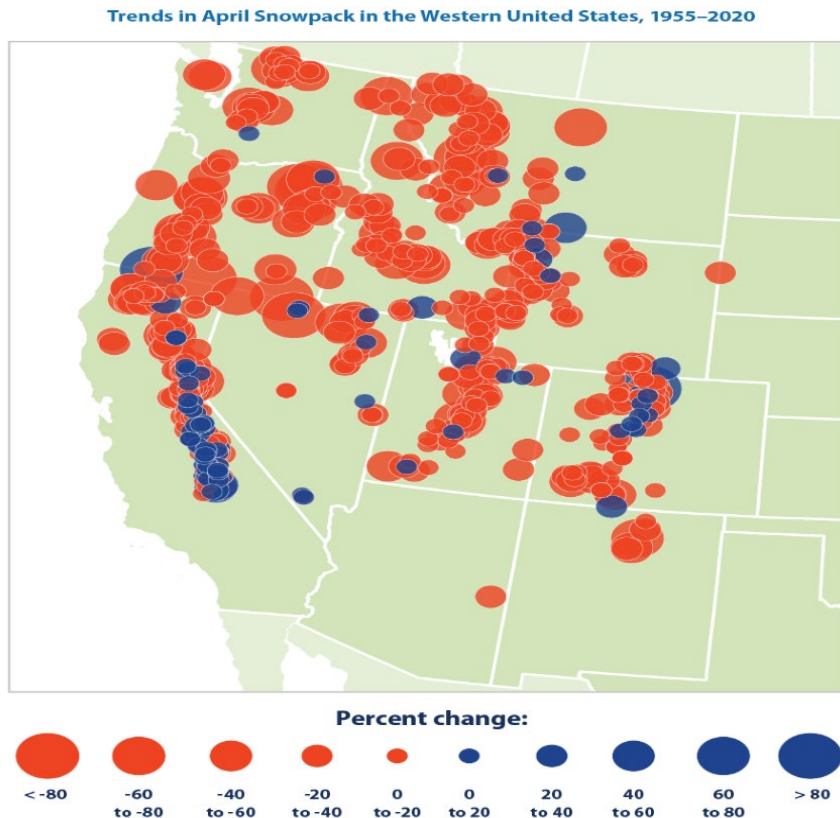 Trends in April Snowpack in the Western United States, 1955–2020
Percent change:
< -80
-60 to -80
-40 to -60
-20 to -40
0 to -20
0 to 20
20 to 40
40 to 60
60 to 80
> 80